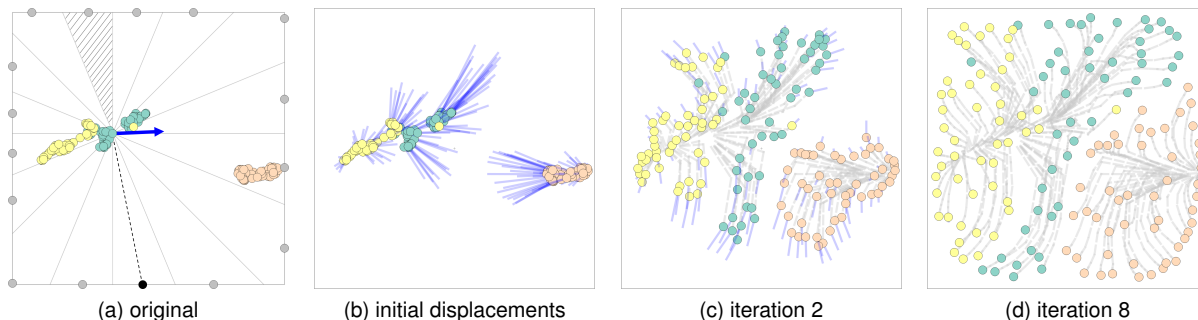 (a) original
(b) initial displacements
(c) iteration 2
(d) iteration 8